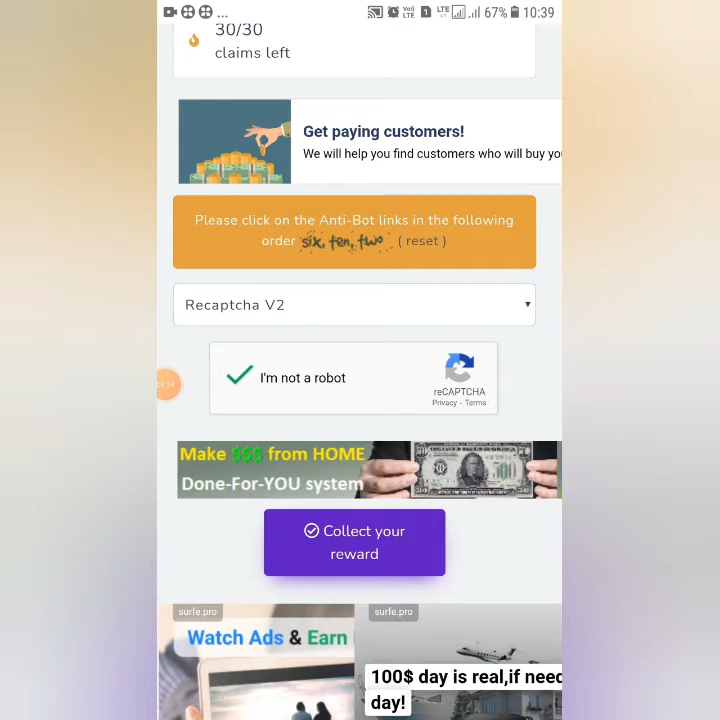 ... LTE 67% 10:39
30/30
claims left
Get paying customers!
We will help you find customers who will buy
Please click on the Anti-Bot links in the following
order six, ten, two ( reset )
Recaptcha V2
I'm not a robot
reCAPTCHA
Privacy - Terms
Make $$$ from HOME
Done-For-YOU system
Collect your
reward
surfe.pro surfe.pro
Watch Ads & Earn
100$ day is real,if need
day!